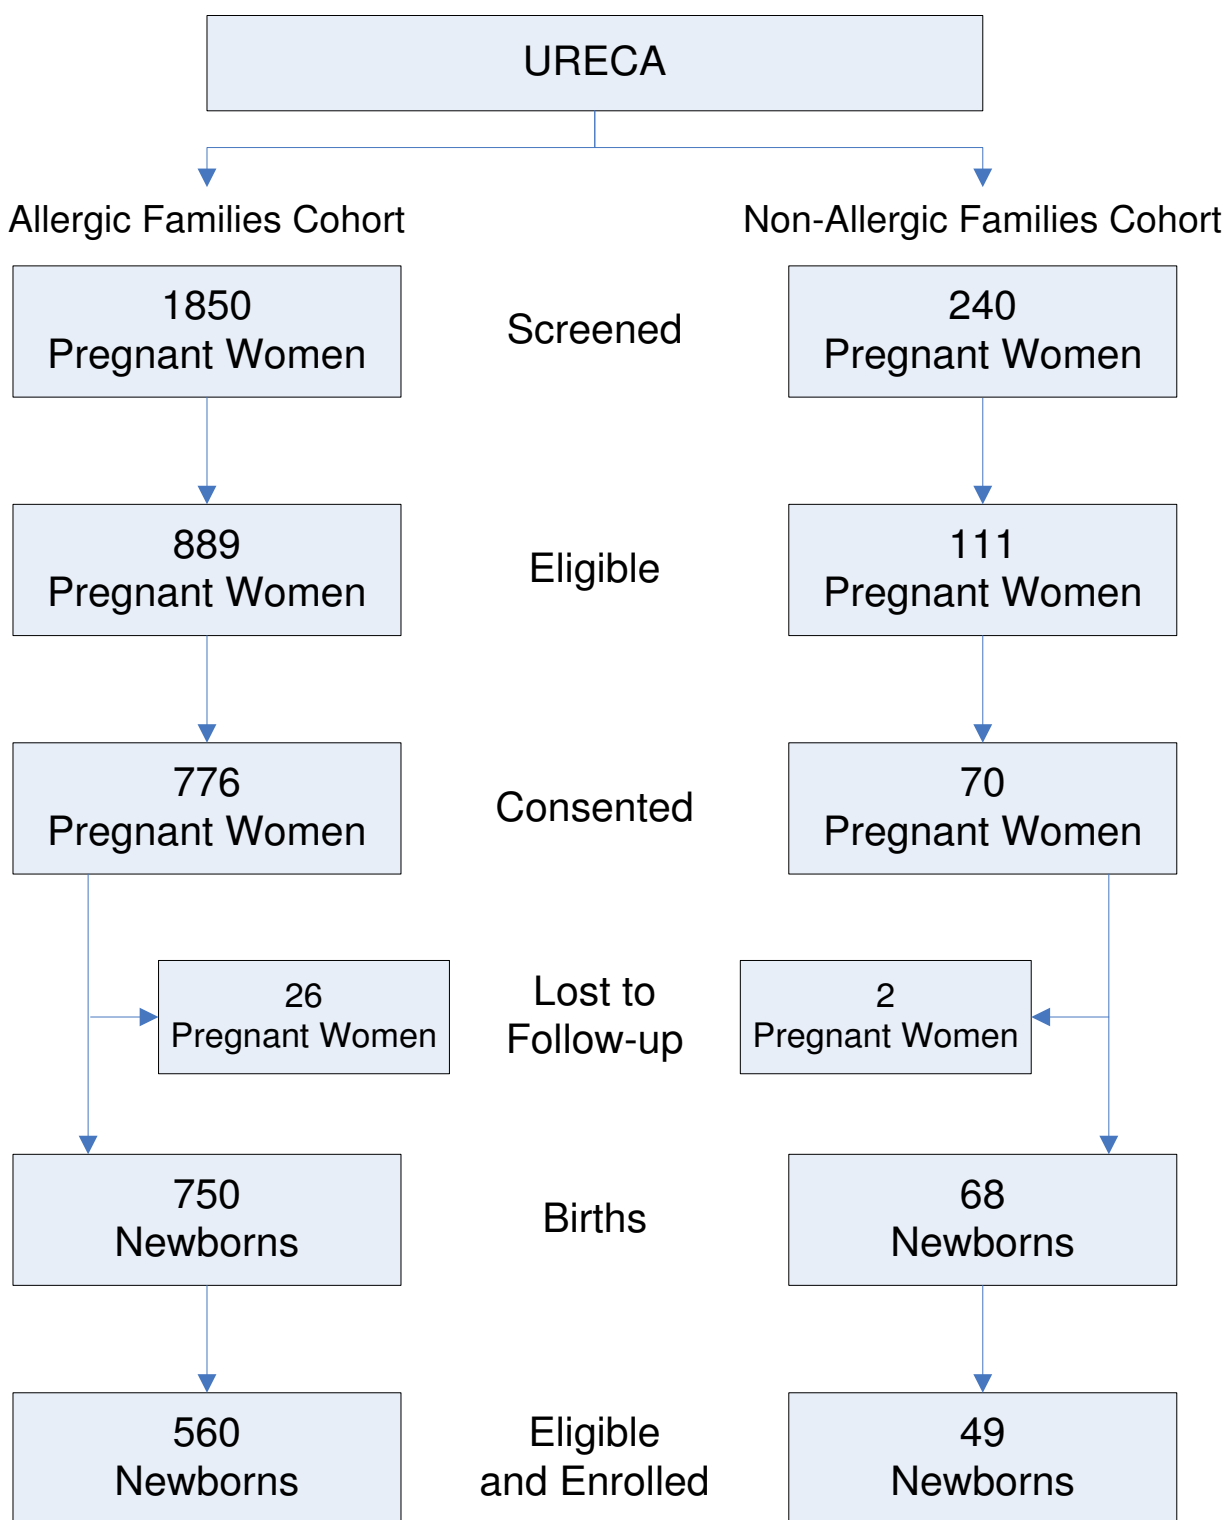 URECA
Allergic Families Cohort
Non-Allergic Families Cohort
1850
Pregnant Women
Screened
240
Pregnant Women
889
Pregnant Women
Eligible
111
Pregnant Women
776
Pregnant Women
Consented
70
Pregnant Women
26
Pregnant Women
Lost to
Follow-up
2
Pregnant Women
750
Newborns
Births
68
Newborns
560
Newborns
Eligible
and Enrolled
49
Newborns